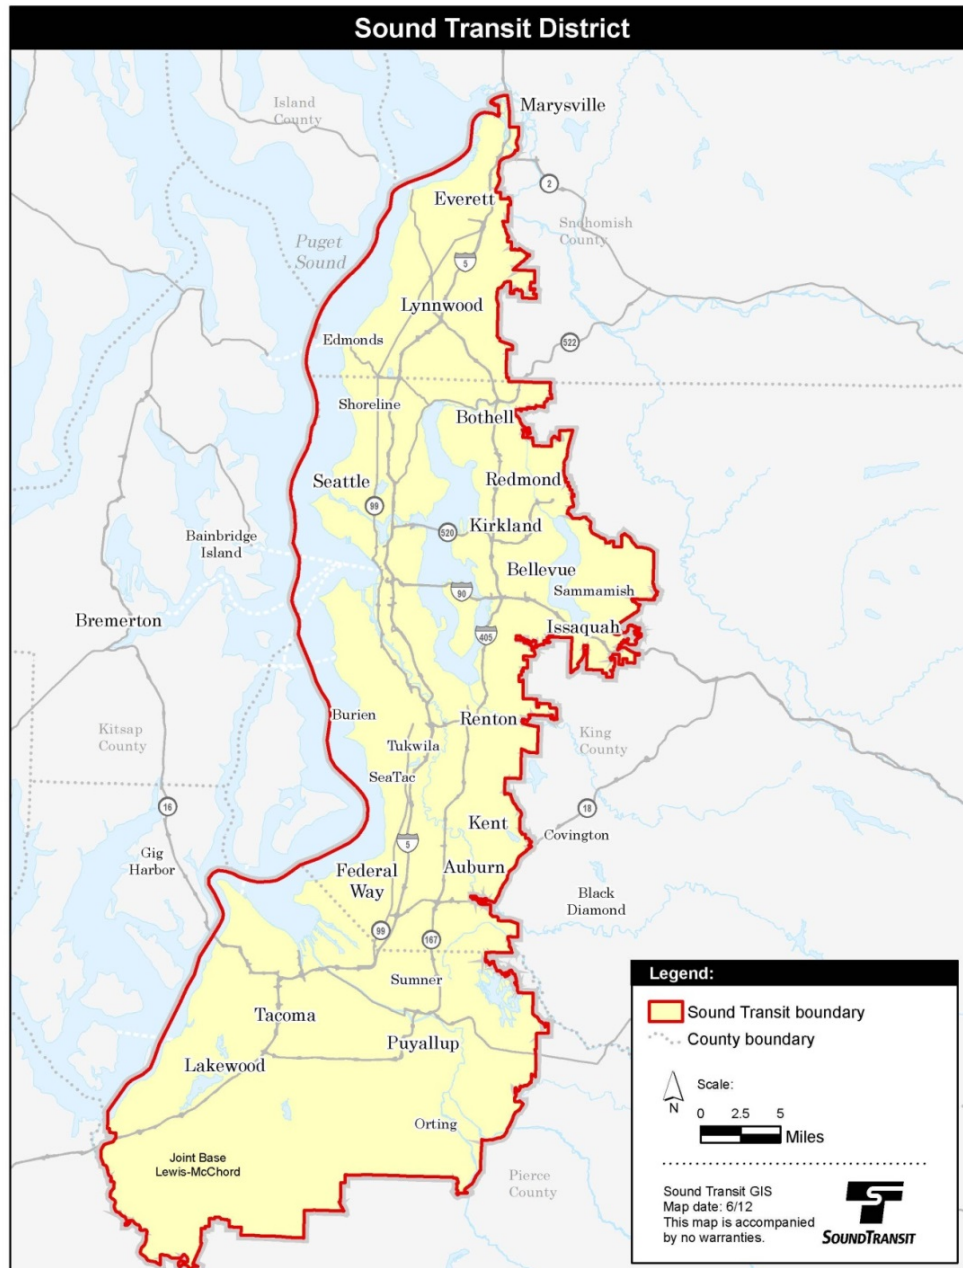 Sound Transit District
Marysville
Island
County
2
Everett
Snohomish
County
Puget
Sound
5
Lynnwood
Edmonds
522
Shoreline
Bothell
Seattle
Redmond
99
Kirkland
520
Bainbridge
Island
Bellevue
Sammamish
90
Bremerton
Issaquah
405
Burien
Renton
Kitsap
County
King
County
Tukwila
SeaTac
16
18
Kent
Covington
5
Gig
Harbor
Federal
Way
Auburn
Black
Diamond
99
167
Sumner
Tacoma
Puyallup
Lakewood
Orting
Joint Base
Lewis-McChord
Pierce
County
Legend:
Sound Transit boundary
County boundary
N
Scale:
0 2.5 5
Miles
Sound Transit GIS
Map date: 6/12
This map is accompanied
by no warranties.
SOUNDTRANSIT